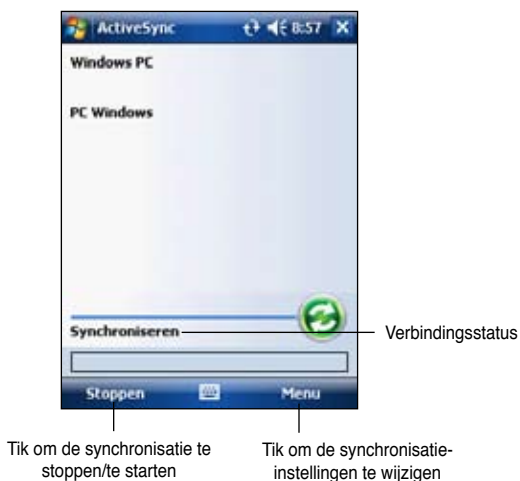 ActiveSync 8:57
Windows PC
PC Windows
Synchroniseren
Verbindingsstatus
Stoppen Menu
Tik om de synchronisatie te
stoppen/te starten
Tik om de synchronisatie-
instellingen te wijzigen